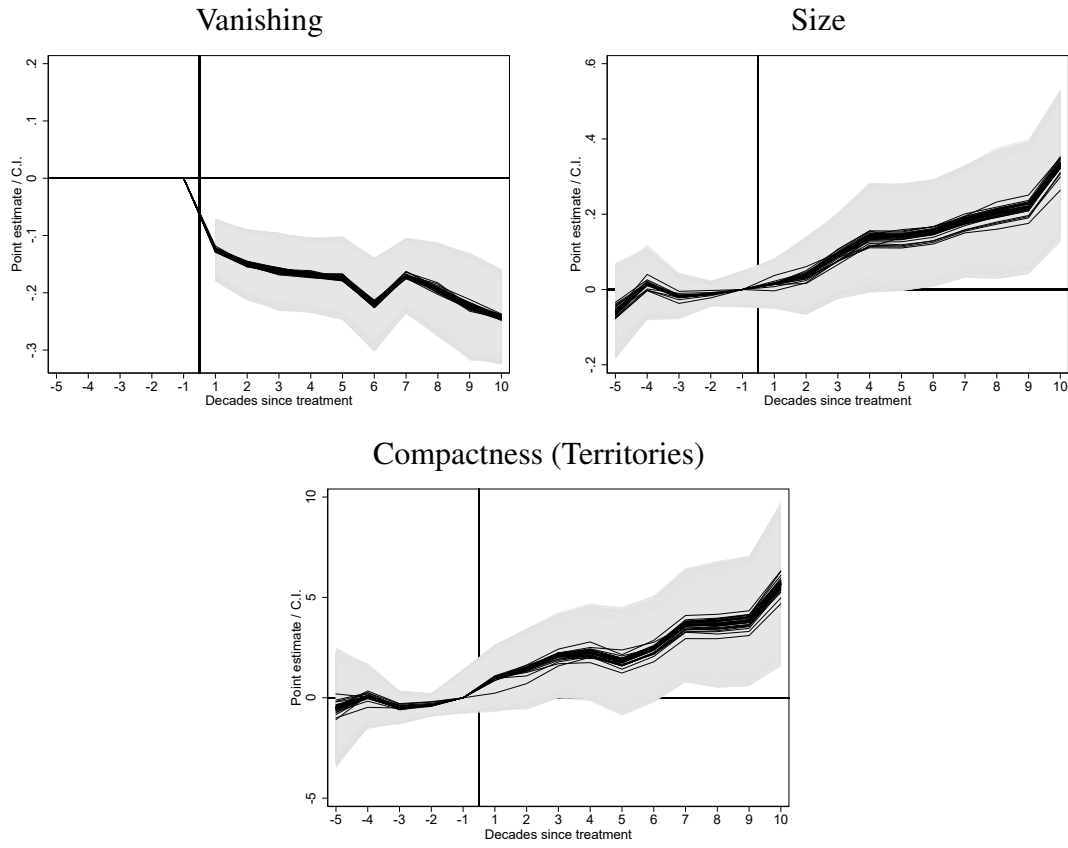 Vanishing
Point estimate / C.I.
.2
.1
0
-.1
-.2
-.3
-5 -4 -3 -2 -1 1 2 3 4 5 6 7 8 9 10
Decades since treatment
Size
Point estimate / C.I.
.6
.4
.2
0
-.2
-5 -4 -3 -2 -1 1 2 3 4 5 6 7 8 9 10
Decades since treatment
Compactness (Territories)
Point estimate / C.I.
10
5
0
-5
-5 -4 -3 -2 -1 1 2 3 4 5 6 7 8 9 10
Decades since treatment